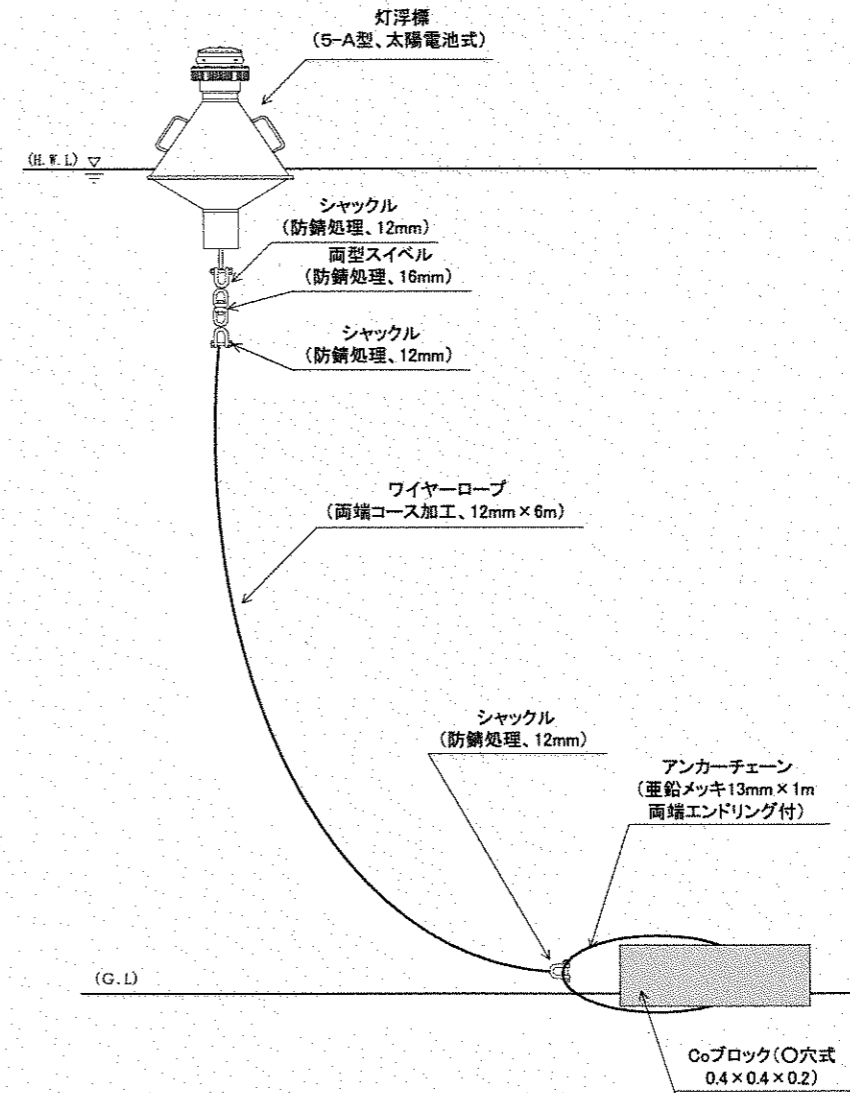 灯浮標
（5-A型、太陽電池式）
(H.W.L)
シャックル
（防錆処理、12mm）
両型スイベル
（防錆処理、16mm）
シャックル
（防錆処理、12mm）
ワイヤーロープ
（両端コース加工、12mm×6m）
シャックル
（防錆処理、12mm）
アンカーチェーン
（亜鉛メッキ13mm×1m
両端エンドリング付）
(G.L)
Coブロック（〇穴式
0.4×0.4×0.2）